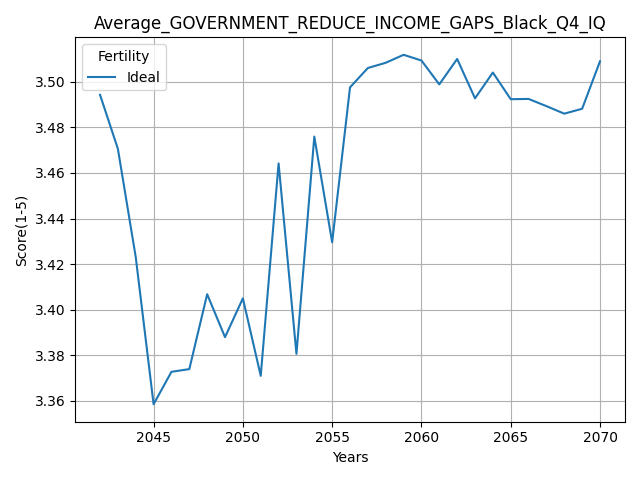 Average_GOVERNMENT_REDUCE_INCOME_GAPS_Black_Q4_IQ
Fertility
Ideal
3.50
3.48
3.46
3.44
3.42
3.40
3.38
3.36
Score(1-5)
2045 2050 2055 2060 2065 2070
Years